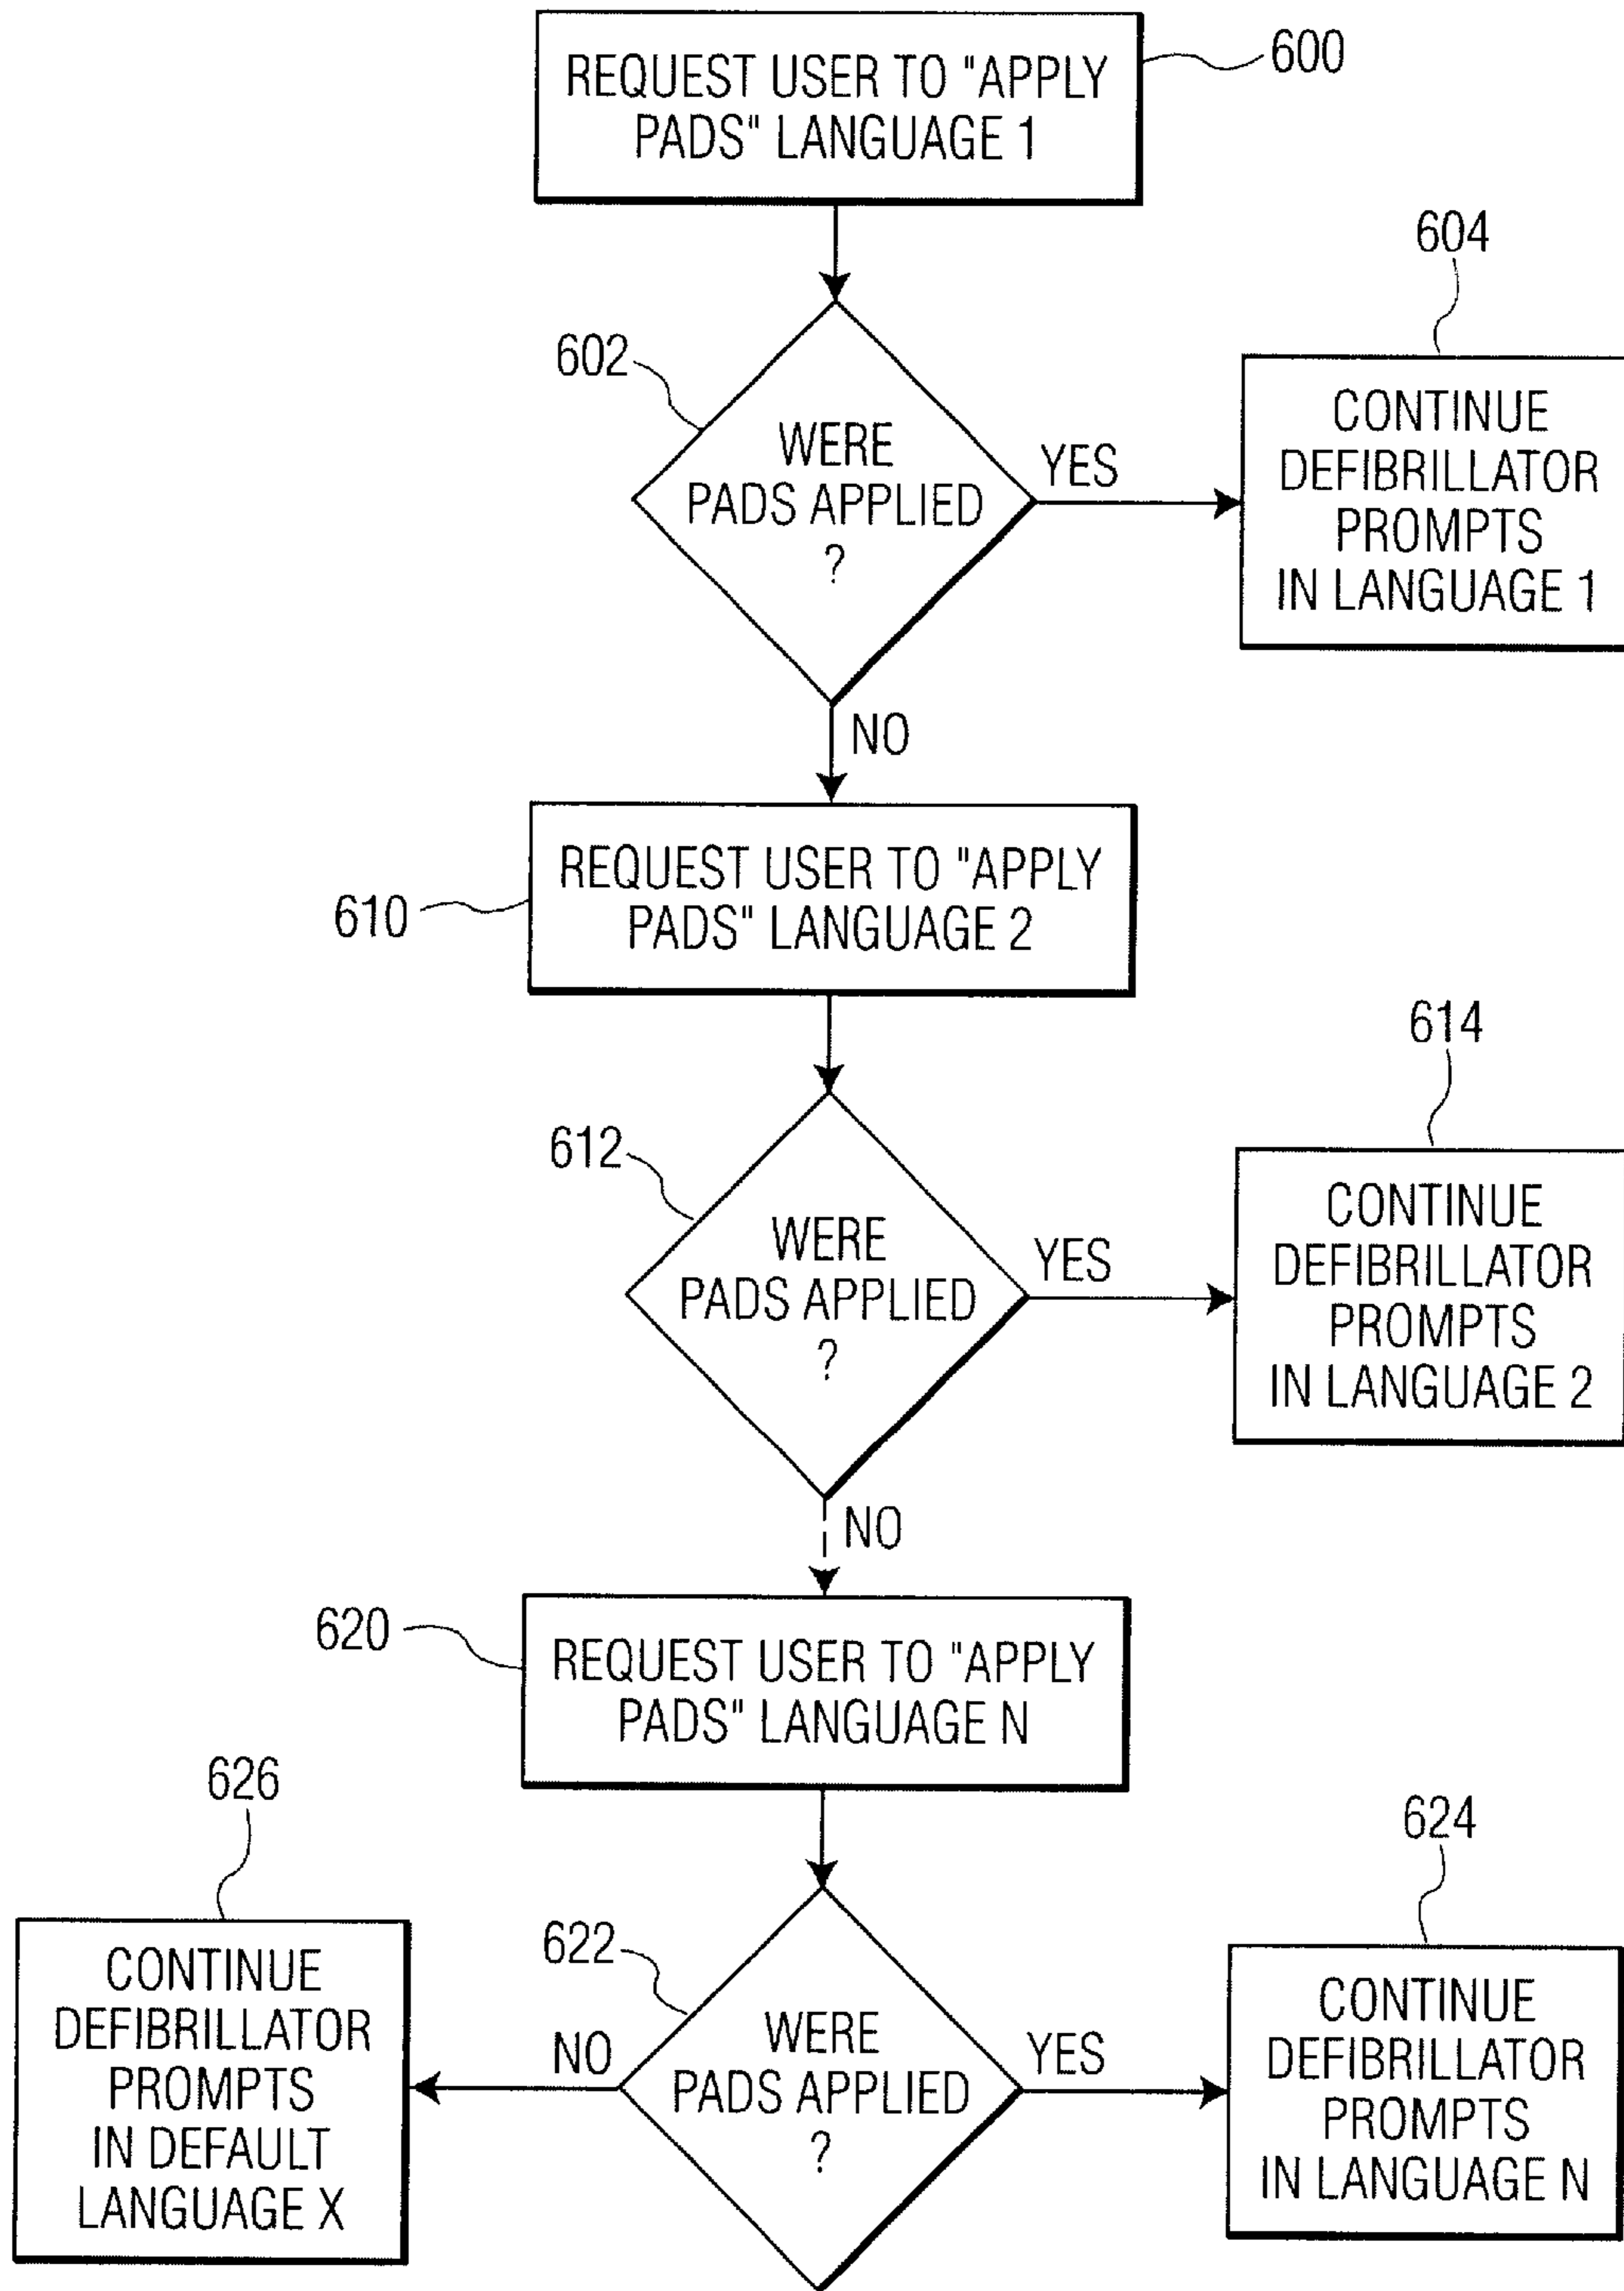 REQUEST USER TO "APPLY
PADS" LANGUAGE 1
600
602
WERE
PADS APPLIED
?
YES
604
CONTINUE
DEFIBRILLATOR
PROMPTS
IN LANGUAGE 1
NO
REQUEST USER TO "APPLY
PADS" LANGUAGE 2
610
612
WERE
PADS APPLIED
?
YES
614
CONTINUE
DEFIBRILLATOR
PROMPTS
IN LANGUAGE 2
NO
620
REQUEST USER TO "APPLY
PADS" LANGUAGE N
626
CONTINUE
DEFIBRILLATOR
PROMPTS
IN DEFAULT
LANGUAGE X
NO
622
WERE
PADS APPLIED
?
YES
624
CONTINUE
DEFIBRILLATOR
PROMPTS
IN LANGUAGE N